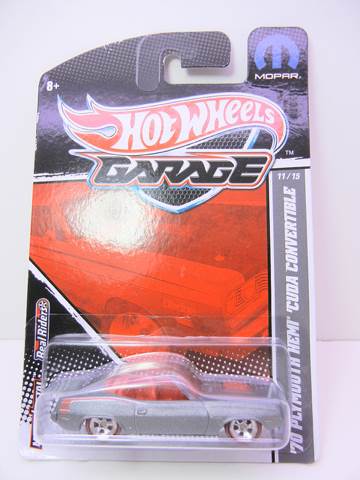 8+
MOPAR
HOT WHEELS
TM
GARAGE
11/15
'70 PLYMOUTH HEMI 'CUDA CONVERTIBLE
Real Riders